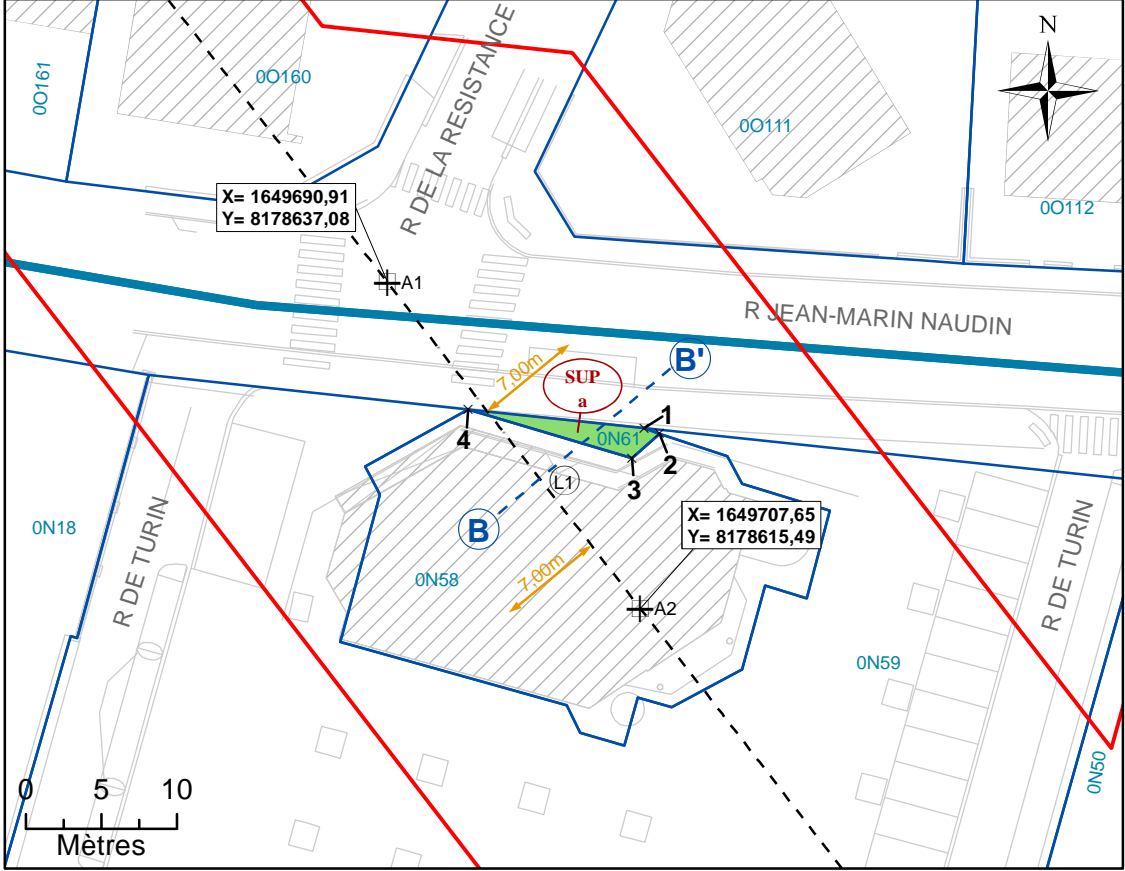 N
0O160
0O161
R DE LA RESISTANCE
0O111
0O112
X= 1649690,91
Y= 8178637,08
A1
R JEAN-MARIN NAUDIN
7,00m
SUP
a
B'
1
0N61
2
4
3
L1
B
X= 1649707,65
Y= 8178615,49
0N18
R DE TURIN
0N58
7,00m
A2
R DE TURIN
0N59
0N50
0 5 10
Mètres